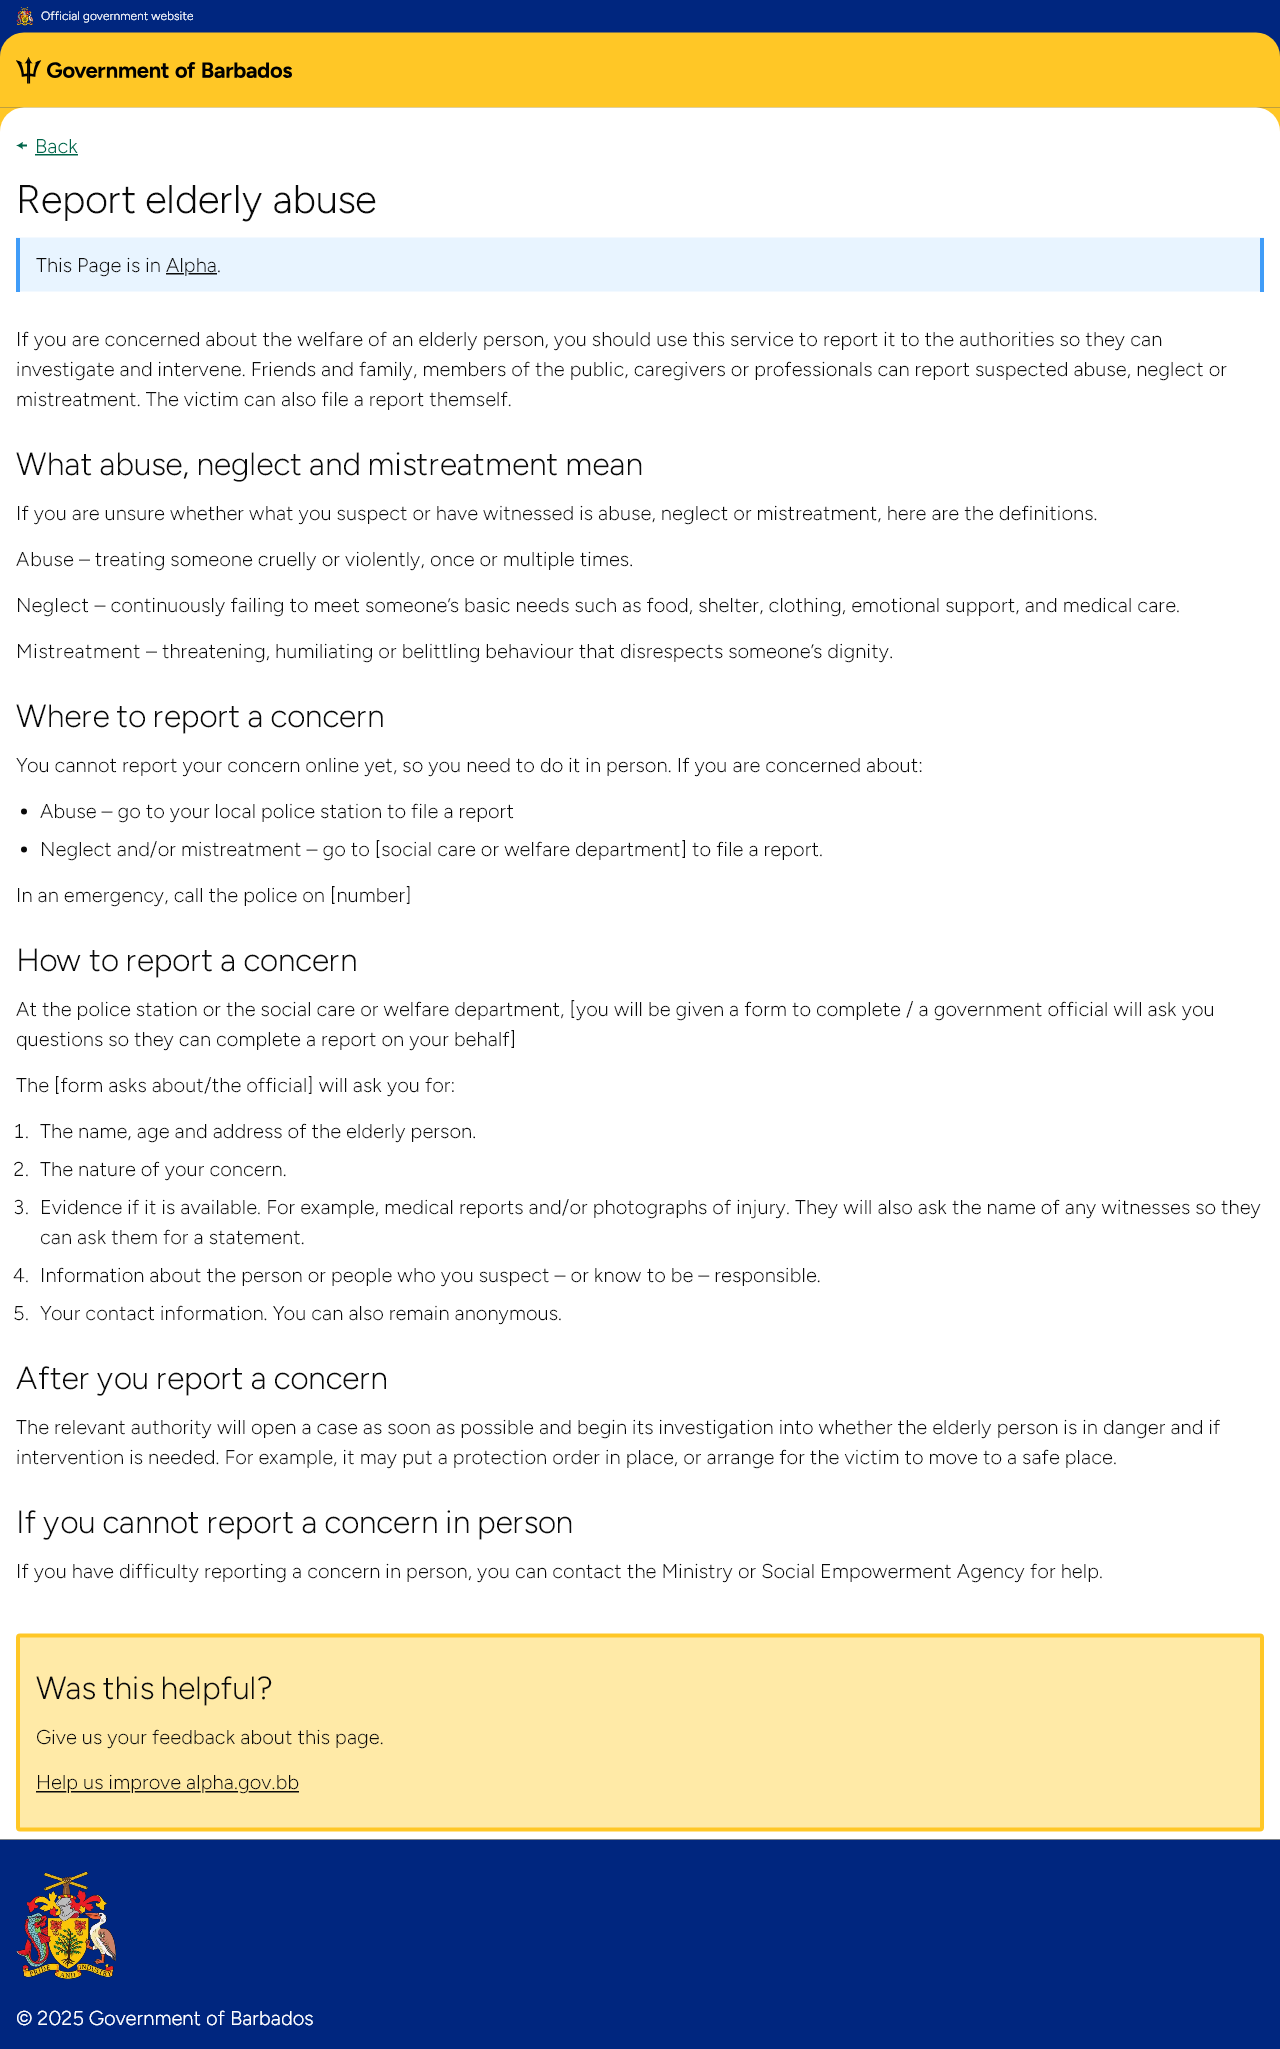 Official government website
Government of Barbados
Back
Report elderly abuse
This Page is in Alpha.
If you are concerned about the welfare of an elderly person, you should use this service to report it to the authorities so they can
investigate and intervene. Friends and family, members of the public, caregivers or professionals can report suspected abuse, neglect or
mistreatment. The victim can also file a report themself.
What abuse, neglect and mistreatment mean
If you are unsure whether what you suspect or have witnessed is abuse, neglect or mistreatment, here are the definitions.
Abuse – treating someone cruelly or violently, once or multiple times.
Neglect – continuously failing to meet someone’s basic needs such as food, shelter, clothing, emotional support, and medical care.
Mistreatment – threatening, humiliating or belittling behaviour that disrespects someone’s dignity.
Where to report a concern
You cannot report your concern online yet, so you need to do it in person. If you are concerned about:
• Abuse – go to your local police station to file a report
• Neglect and/or mistreatment – go to [social care or welfare department] to file a report.
In an emergency, call the police on [number]
How to report a concern
At the police station or the social care or welfare department, [you will be given a form to complete / a government official will ask you
questions so they can complete a report on your behalf]
The [form asks about/the official] will ask you for:
1. The name, age and address of the elderly person.
2. The nature of your concern.
3. Evidence if it is available. For example, medical reports and/or photographs of injury. They will also ask the name of any witnesses so they
can ask them for a statement.
4. Information about the person or people who you suspect – or know to be – responsible.
5. Your contact information. You can also remain anonymous.
After you report a concern
The relevant authority will open a case as soon as possible and begin its investigation into whether the elderly person is in danger and if
intervention is needed. For example, it may put a protection order in place, or arrange for the victim to move to a safe place.
If you cannot report a concern in person
If you have difficulty reporting a concern in person, you can contact the Ministry or Social Empowerment Agency for help.
Was this helpful?
Give us your feedback about this page.
Help us improve alpha.gov.bb
PRIDE AND INDUSTRY
© 2025 Government of Barbados